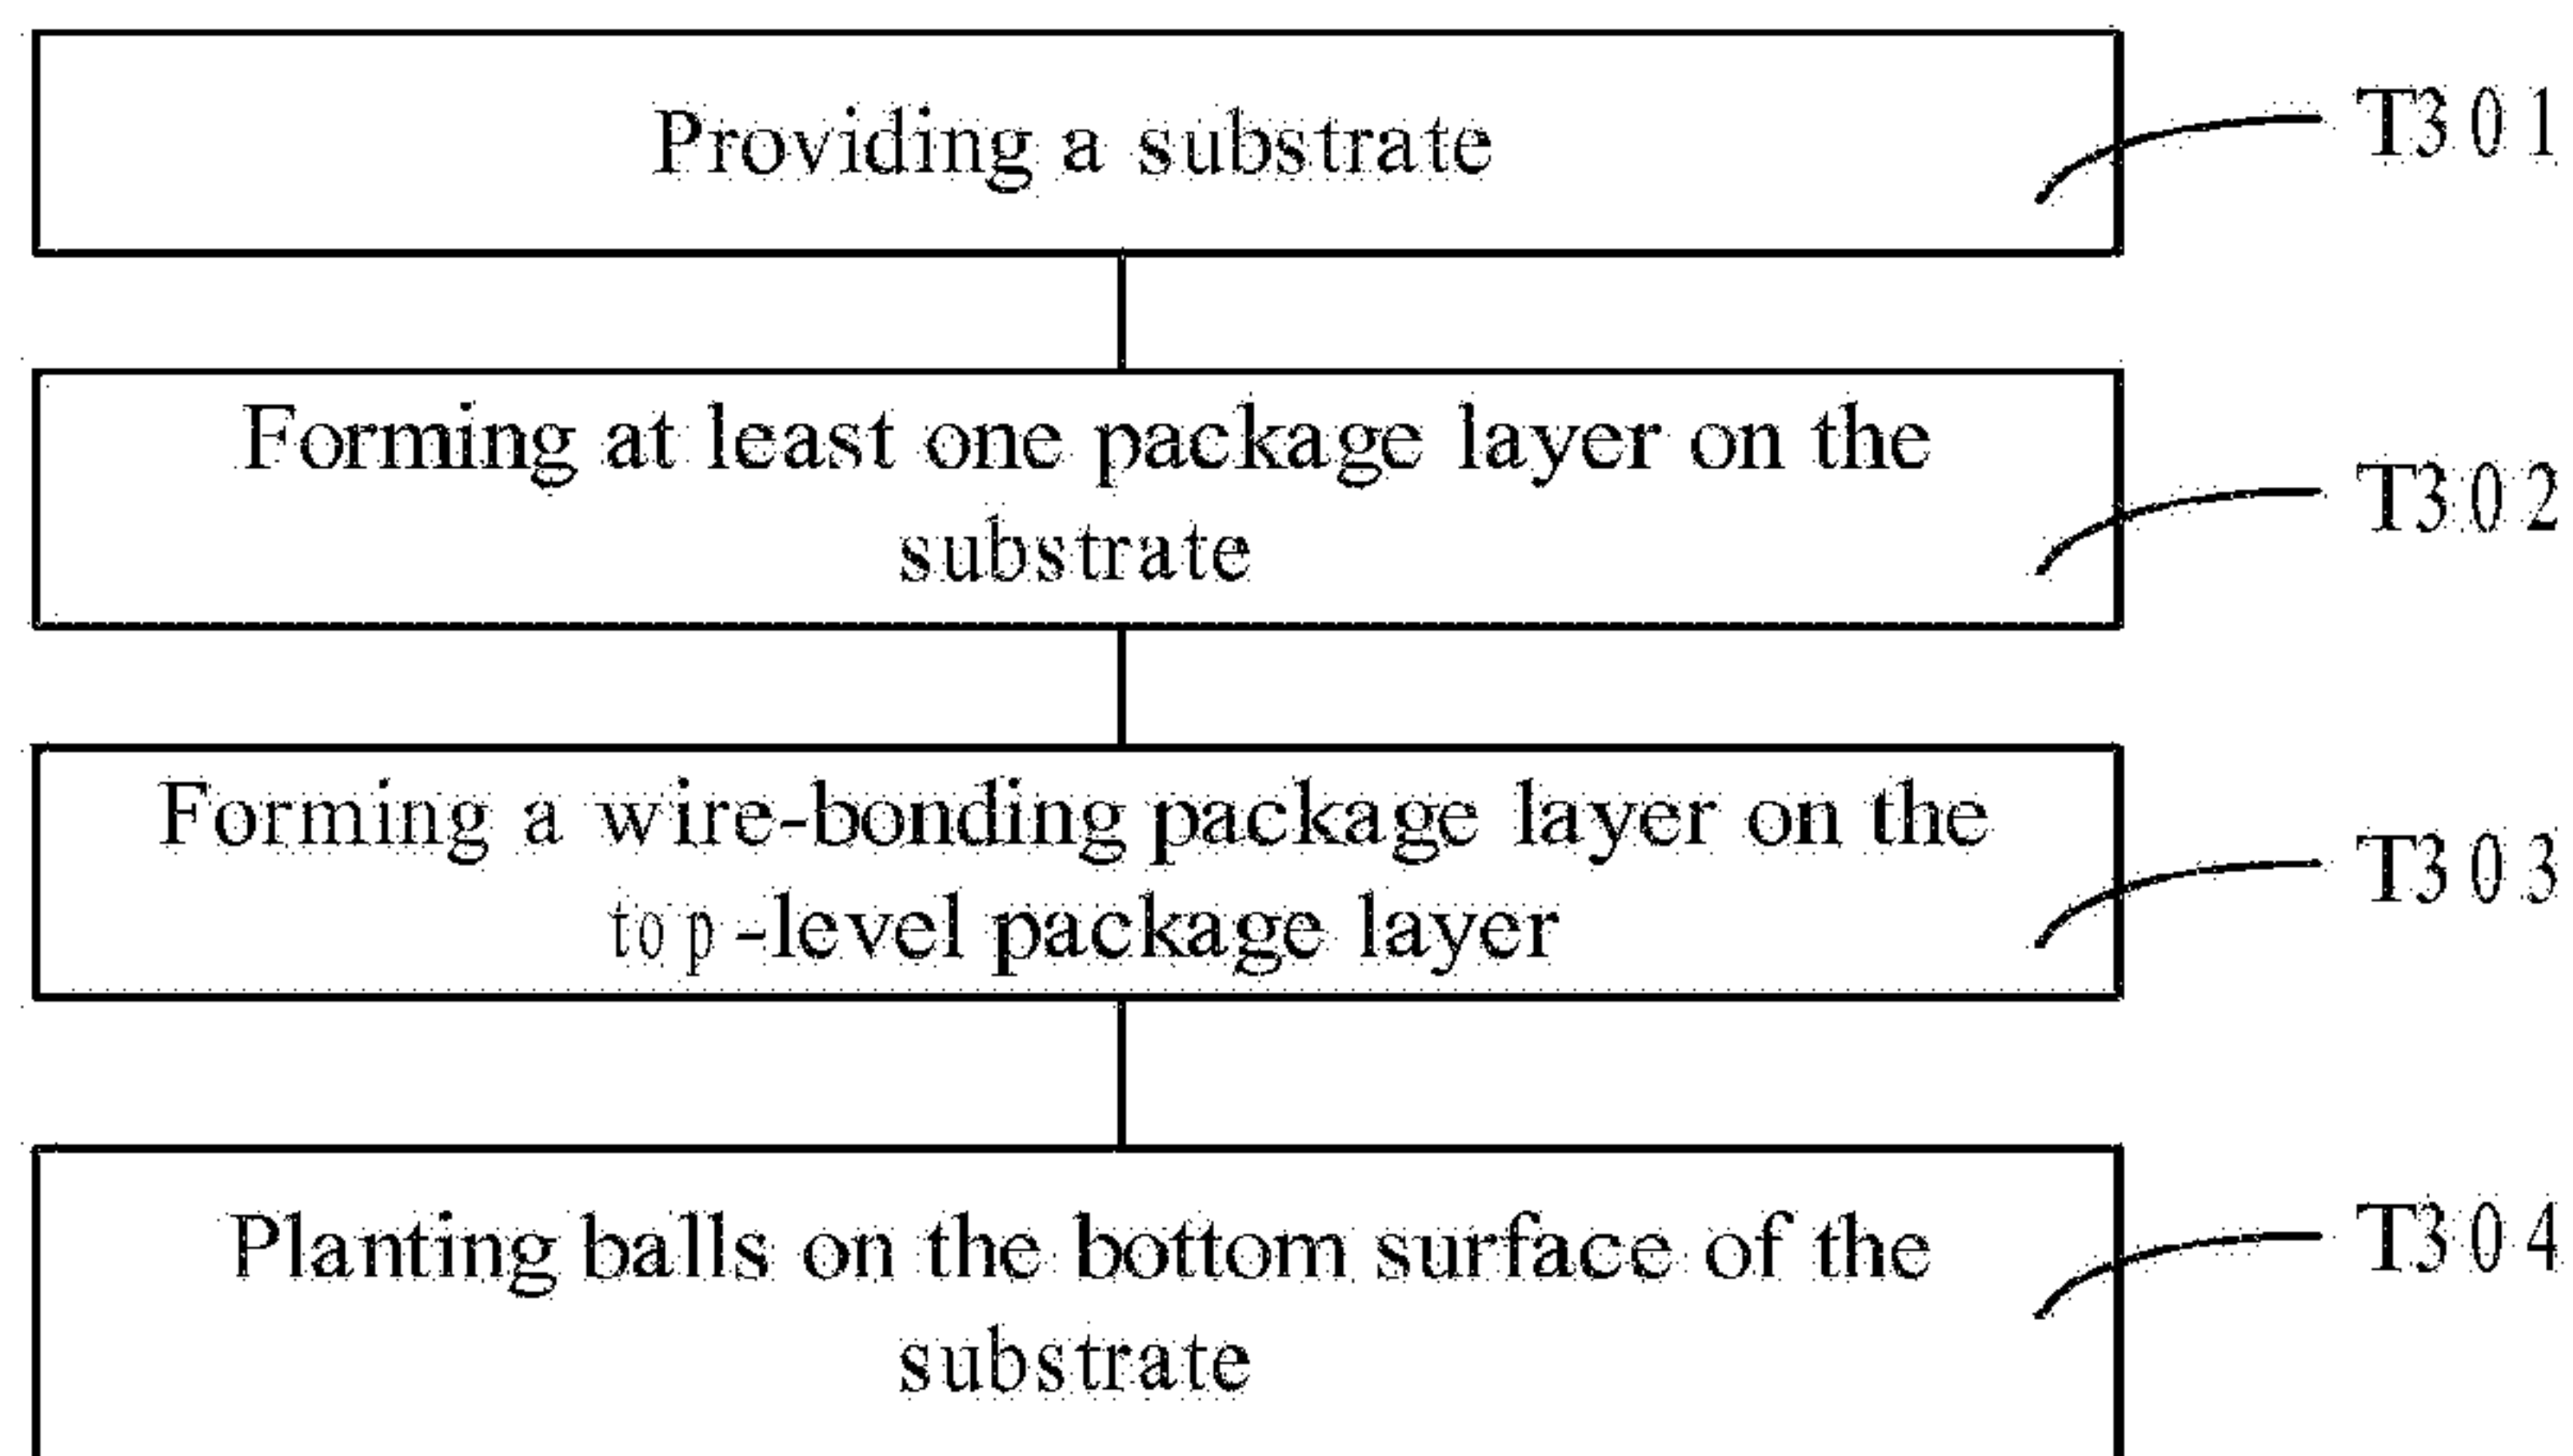 Providing a substrate
T301
Forming at least one package layer on the
substrate
T302
Forming a wire-bonding package layer on the
top-level package layer
T303
Planting balls on the bottom surface of the
substrate
T304